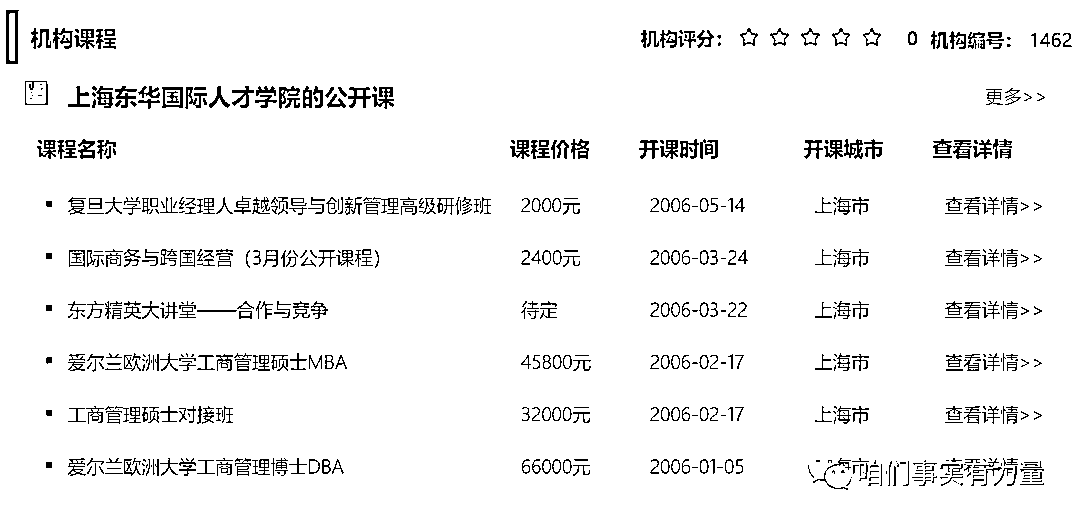 机构课程 机构评分： ☆ ☆ ☆ ☆ ☆ 0 机构编号： 1462
上海东华国际人才学院的公开课 更多>>
课程名称 课程价格 开课时间 开课城市 查看详情
▪ 复旦大学职业经理人卓越领导与创新管理高级研修班 2000元 2006-05-14 上海市 查看详情>>
▪ 国际商务与跨国经营（3月份公开课程） 2400元 2006-03-24 上海市 查看详情>>
▪ 东方精英大讲堂——合作与竞争 待定 2006-03-22 上海市 查看详情>>
▪ 爱尔兰欧洲大学工商管理硕士MBA 45800元 2006-02-17 上海市 查看详情>>
▪ 工商管理硕士对接班 32000元 2006-02-17 上海市 查看详情>>
▪ 爱尔兰欧洲大学工商管理博士DBA 66000元 2006-01-05 上海市 查看详情>>
咱们事实有力量